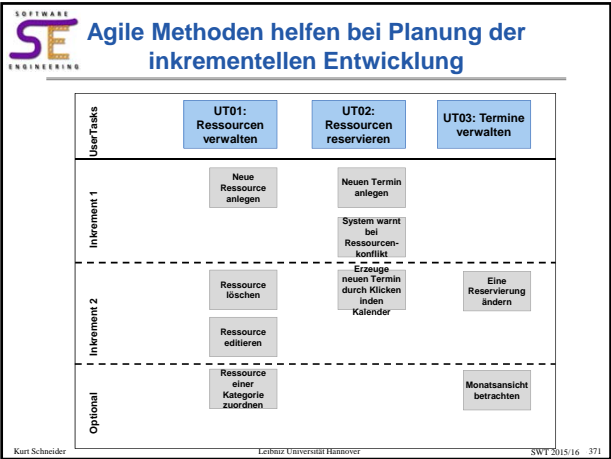 SOFTWARE
SE
ENGINEERING
Agile Methoden helfen bei Planung der
inkrementellen Entwicklung
UserTasks
UT01:
Ressourcen
verwalten
UT02:
Ressourcen
reservieren
UT03: Termine
verwalten
Inkrement 1
Neue
Ressource
anlegen
Neuen Termin
anlegen
System warnt
bei
Ressourcen-
konflikt
Inkrement 2
Ressource
löschen
Erzeuge
neuen Termin
durch Klicken
inden
Kalender
Eine
Reservierung
ändern
Ressource
editieren
Optional
Ressource
einer
Kategorie
zuordnen
Monatsansicht
betrachten
Kurt Schneider
Leibniz Universität Hannover
SWT 2015/16 371